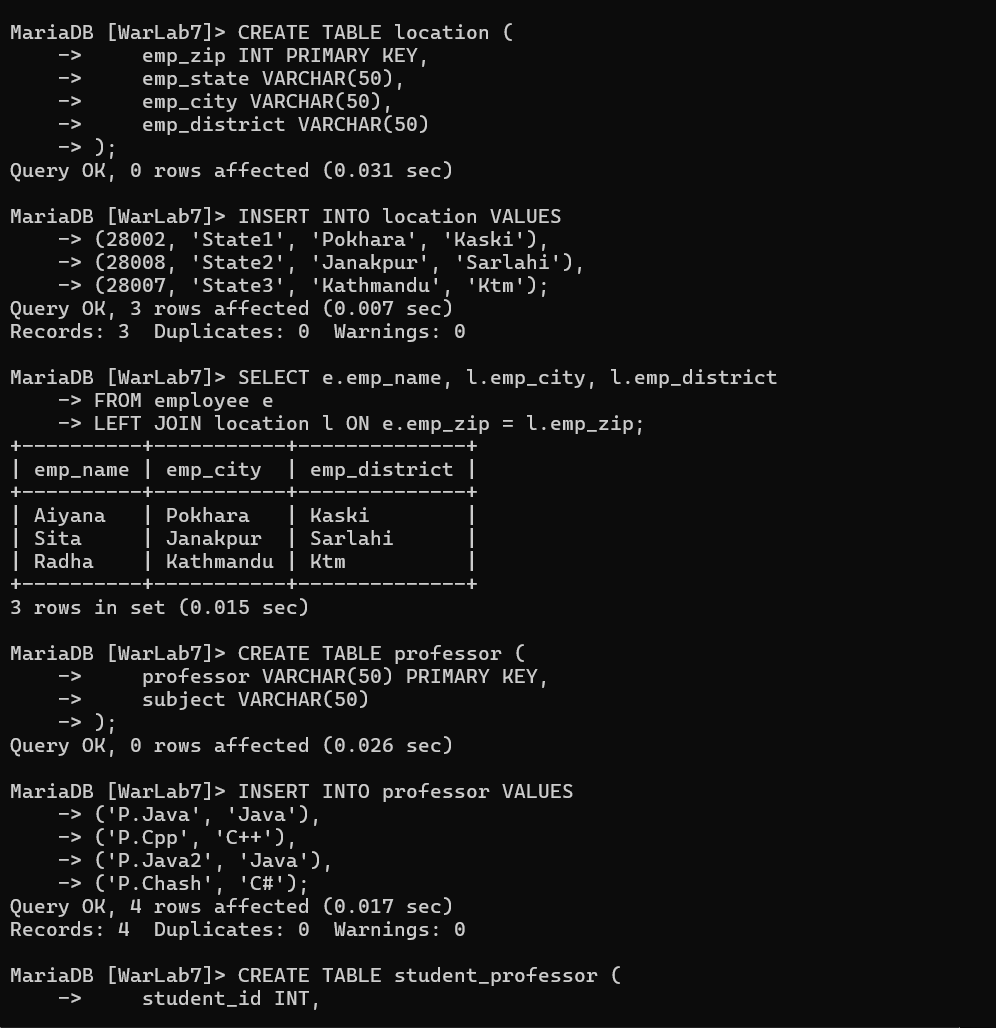 MariaDB [WarLab7]> CREATE TABLE location (
    ->     emp_zip INT PRIMARY KEY,
    ->     emp_state VARCHAR(50),
    ->     emp_city VARCHAR(50),
    ->     emp_district VARCHAR(50)
    -> );
Query OK, 0 rows affected (0.031 sec)

MariaDB [WarLab7]> INSERT INTO location VALUES
    -> (28002, 'State1', 'Pokhara', 'Kaski'),
    -> (28008, 'State2', 'Janakpur', 'Sarlahi'),
    -> (28007, 'State3', 'Kathmandu', 'Ktm');
Query OK, 3 rows affected (0.007 sec)
Records: 3  Duplicates: 0  Warnings: 0

MariaDB [WarLab7]> SELECT e.emp_name, l.emp_city, l.emp_district
    -> FROM employee e
    -> LEFT JOIN location l ON e.emp_zip = l.emp_zip;
+----------+-----------+--------------+
| emp_name | emp_city  | emp_district |
+----------+-----------+--------------+
| Aiyana   | Pokhara   | Kaski        |
| Sita     | Janakpur  | Sarlahi      |
| Radha    | Kathmandu | Ktm          |
+----------+-----------+--------------+
3 rows in set (0.015 sec)

MariaDB [WarLab7]> CREATE TABLE professor (
    ->     professor VARCHAR(50) PRIMARY KEY,
    ->     subject VARCHAR(50)
    -> );
Query OK, 0 rows affected (0.026 sec)

MariaDB [WarLab7]> INSERT INTO professor VALUES
    -> ('P.Java', 'Java'),
    -> ('P.Cpp', 'C++'),
    -> ('P.Java2', 'Java'),
    -> ('P.Chash', 'C#');
Query OK, 4 rows affected (0.017 sec)
Records: 4  Duplicates: 0  Warnings: 0

MariaDB [WarLab7]> CREATE TABLE student_professor (
    ->     student_id INT,